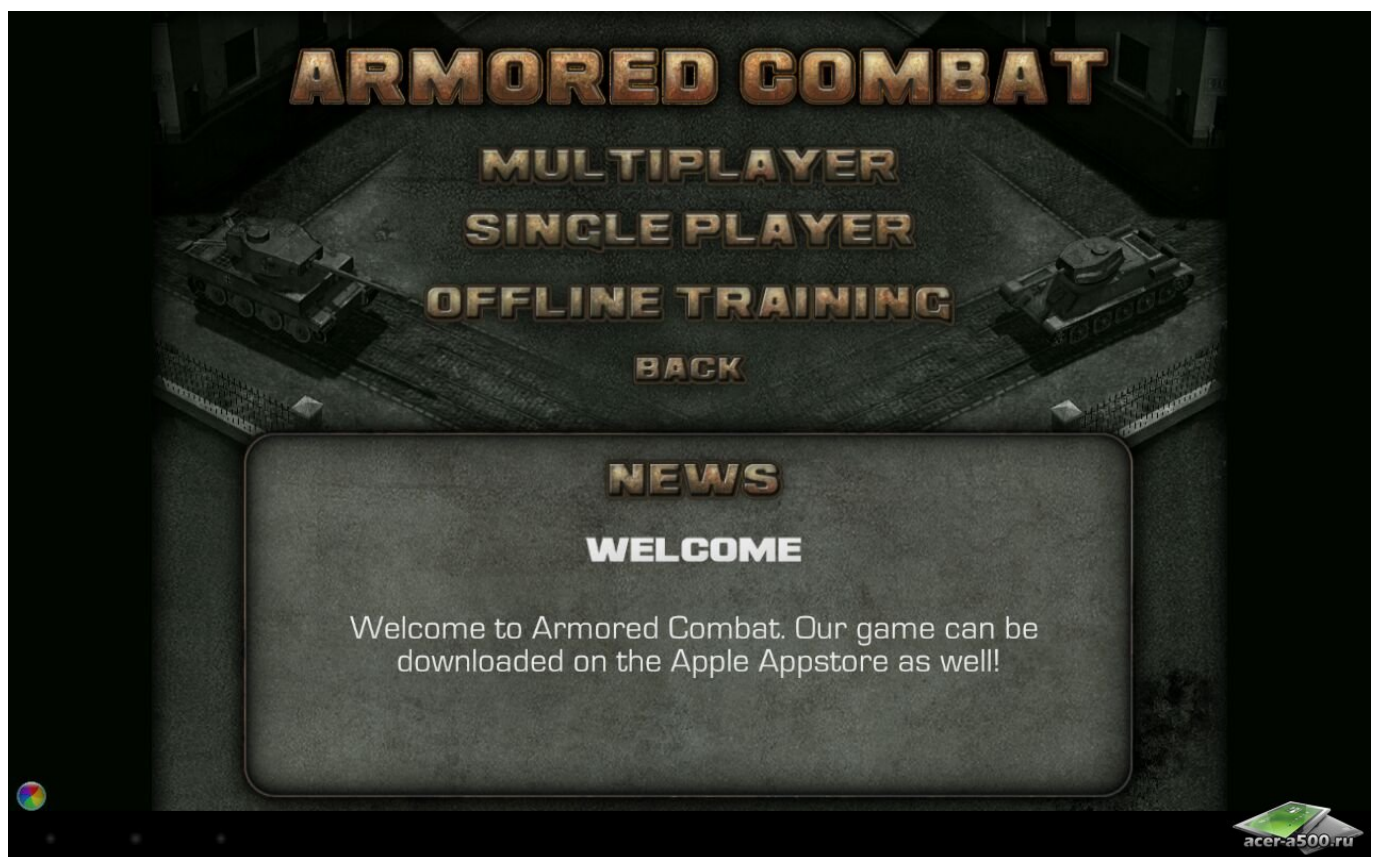 ARMORED COMBAT
MULTIPLAYER
SINGLE PLAYER
OFFLINE TRAINING
BACK
NEWS
WELCOME
Welcome to Armored Combat. Our game can be
downloaded on the Apple Appstore as well!
acer-a500.ru